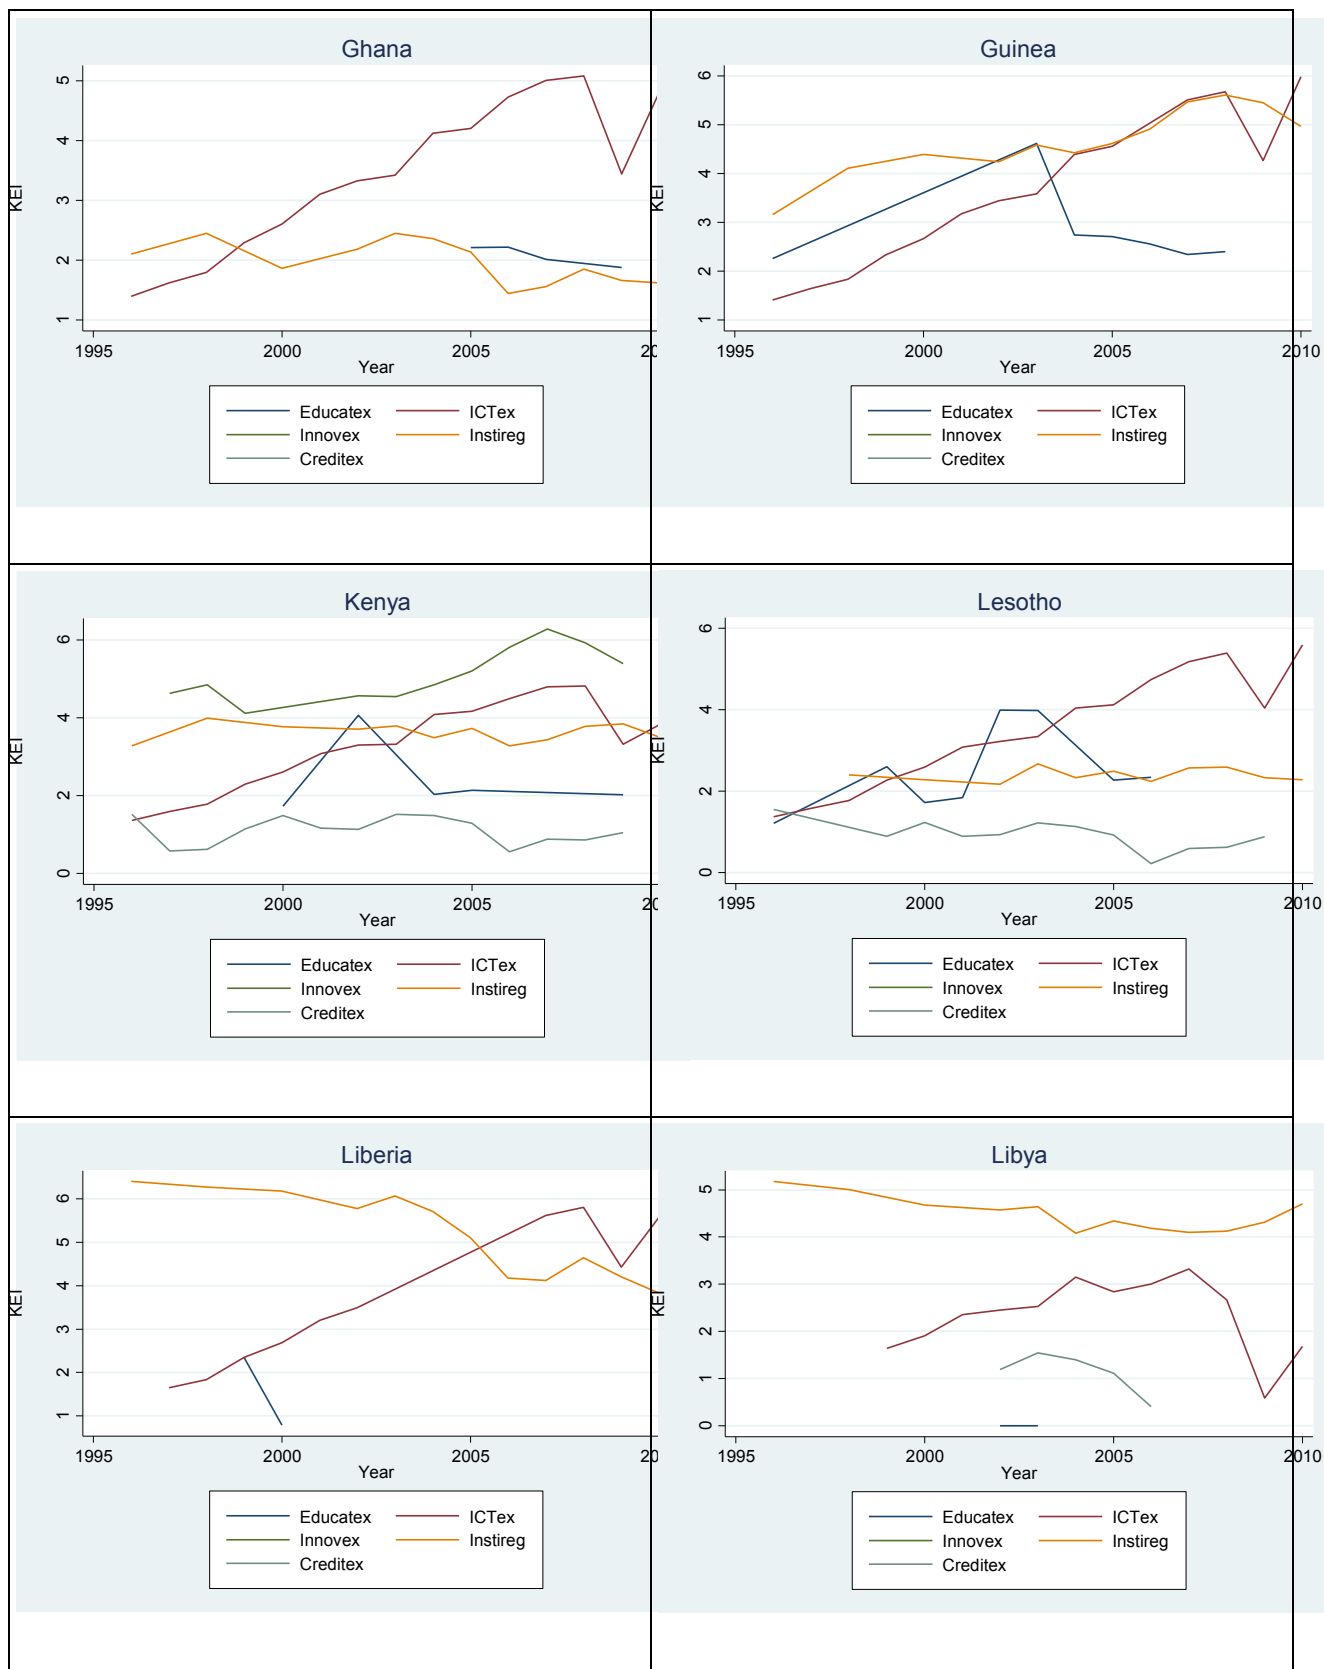 Ghana
KEI
5
4
3
2
1
1995 2000 2005 20
Year
Educatex ICTex
Innovex Instireg
Creditex
Guinea
KEI
6
5
4
3
2
1
1995 2000 2005 2010
Year
Educatex ICTex
Innovex Instireg
Creditex
Kenya
KEI
6
4
2
0
1995 2000 2005 20
Year
Educatex ICTex
Innovex Instireg
Creditex
Lesotho
KEI
6
4
2
0
1995 2000 2005 2010
Year
Educatex ICTex
Innovex Instireg
Creditex
Liberia
KEI
6
5
4
3
2
1
1995 2000 2005 20
Year
Educatex ICTex
Innovex Instireg
Creditex
Libya
KEI
5
4
3
2
1
0
1995 2000 2005 2010
Year
Educatex ICTex
Innovex Instireg
Creditex